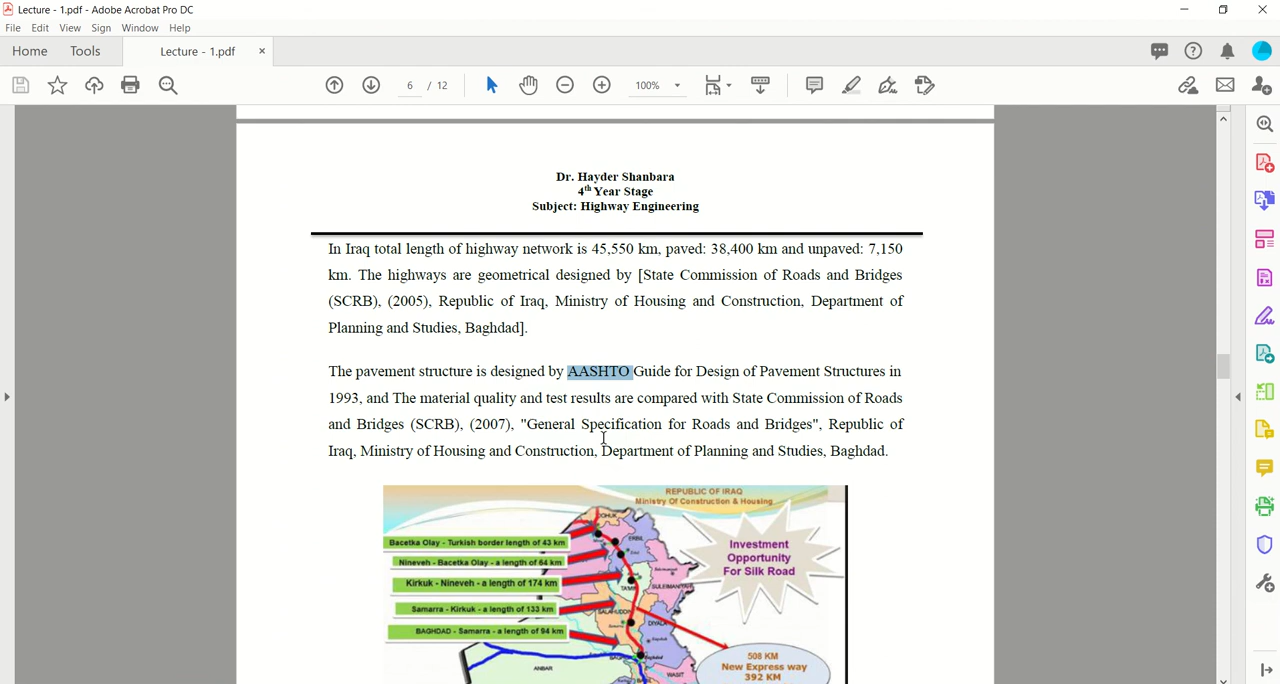 Lecture - 1.pdf - Adobe Acrobat Pro DC
File Edit View Sign Window Help
Home Tools Lecture - 1.pdf ×
6 / 12 100%
Dr. Hayder Shanbara
4th Year Stage
Subject: Highway Engineering
In Iraq total length of highway network is 45,550 km, paved: 38,400 km and unpaved: 7,150
km. The highways are geometrical designed by [State Commission of Roads and Bridges
(SCRB), (2005), Republic of Iraq, Ministry of Housing and Construction, Department of
Planning and Studies, Baghdad].
The pavement structure is designed by AASHTO Guide for Design of Pavement Structures in
1993, and The material quality and test results are compared with State Commission of Roads
and Bridges (SCRB), (2007), "General Specification for Roads and Bridges", Republic of
Iraq, Ministry of Housing and Construction, Department of Planning and Studies, Baghdad.
REPUBLIC OF IRAQ
Ministry Of Construction & Housing
Investment
Opportunity
For Silk Road
Bacetka Olay - Turkish border length of 43 km
Nineveh - Bacetka Olay - a length of 64 km
Kirkuk - Nineveh - a length of 174 km
Samarra - Kirkuk - a length of 133 km
BAGHDAD - Samarra - a length of 94 km
ERBIL
DIYALA
ANBAR
WASIT
508 KM
New Express way
392 KM